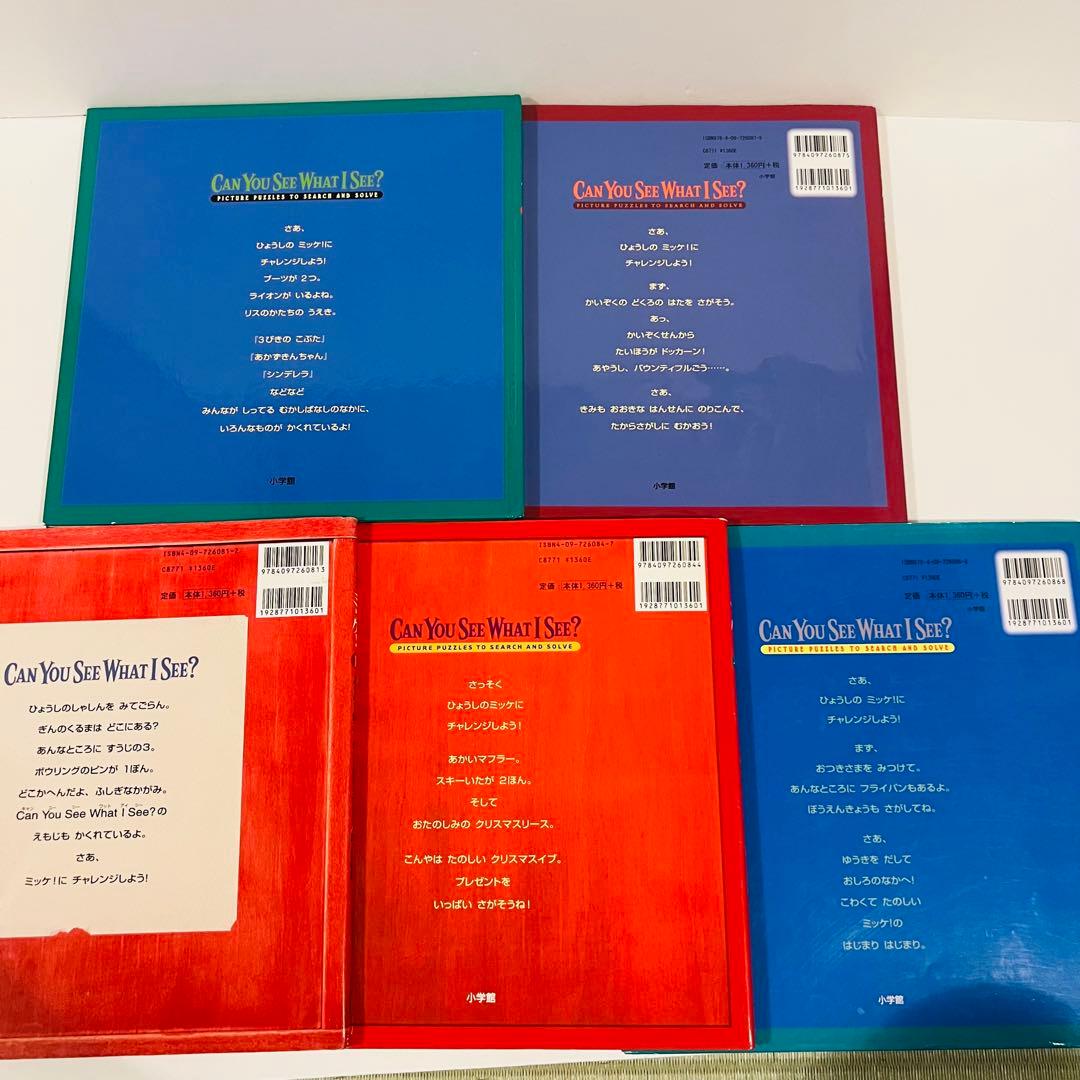 CAN YOU SEE WHAT I SEE?
PICTURE PUZZLES TO SEARCH AND SOLVE
さあ、
ひょうしの ミッケ!に
チャレンジしよう!
ブーツが 2つ。
ライオンが いるよね。
リスのかたちの うえき。
『3びきの こぶた』
『あかずきんちゃん』
『シンデレラ』
などなど
みんなが しってる むかしばなしのなかに、
いろんなものが かくれているよ!
小学館
ISBN978-4-09-726087-5
C8771 ¥1360E
定価 本体1,360円+税
小学館
9784097260875
1928771013601
CAN YOU SEE WHAT I SEE?
PICTURE PUZZLES TO SEARCH AND SOLVE
さあ、
ひょうしの ミッケ!に
チャレンジしよう!
まず、
かいぞくの どくろの はたを さがそう。
あっ、
かいぞくせんから
たいほうが ドッカーン!
あやうし、バウンティフルごう……。
さあ、
きみも おおきな はんせんに のりこんで、
たからさがしに むかおう!
小学館
ISBN4-09-726081-2
C8771 ¥1360E
定価 本体1,360円+税
9784097260813
1928771013601
CAN YOU SEE WHAT I SEE?
ひょうしのしゃしんを みてごらん。
ぎんのくるまは どこにある?
あんなところに すうじの3。
ボウリングのピンが 1ぽん。
どこかへんだよ、ふしぎなかがみ。
キャン ユー シー ワット アイ シー
Can You See What I See?の
えもじも かくれているよ。
さあ、
ミッケ!に チャレンジしよう!
ISBN4-09-726084-7
C8771 ¥1360E
定価 本体1,360円+税
9784097260844
1928771013601
CAN YOU SEE WHAT I SEE?
PICTURE PUZZLES TO SEARCH AND SOLVE
さっそく
ひょうしのミッケに
チャレンジしよう!
あかいマフラー。
スキーいたが 2ほん。
そして
おたのしみの クリスマスリース。
こんやは たのしい クリスマスイブ。
プレゼントを
いっぱい さがそうね!
小学館
C8771 ¥1360E
定価 本体1,360円+税
小学館
9784097260868
1928771013601
CAN YOU SEE WHAT I SEE?
PICTURE PUZZLES TO SEARCH AND SOLVE
さあ、
ひょうしの ミッケ!に
チャレンジしよう!
まず、
おつきさまを みつけて。
あんなところに フライパンもあるよ。
ぼうえんきょうも さがしてね。
さあ、
ゆうきを だして
おしろのなかへ!
こわくて たのしい
ミッケ!の
はじまり はじまり。
小学館